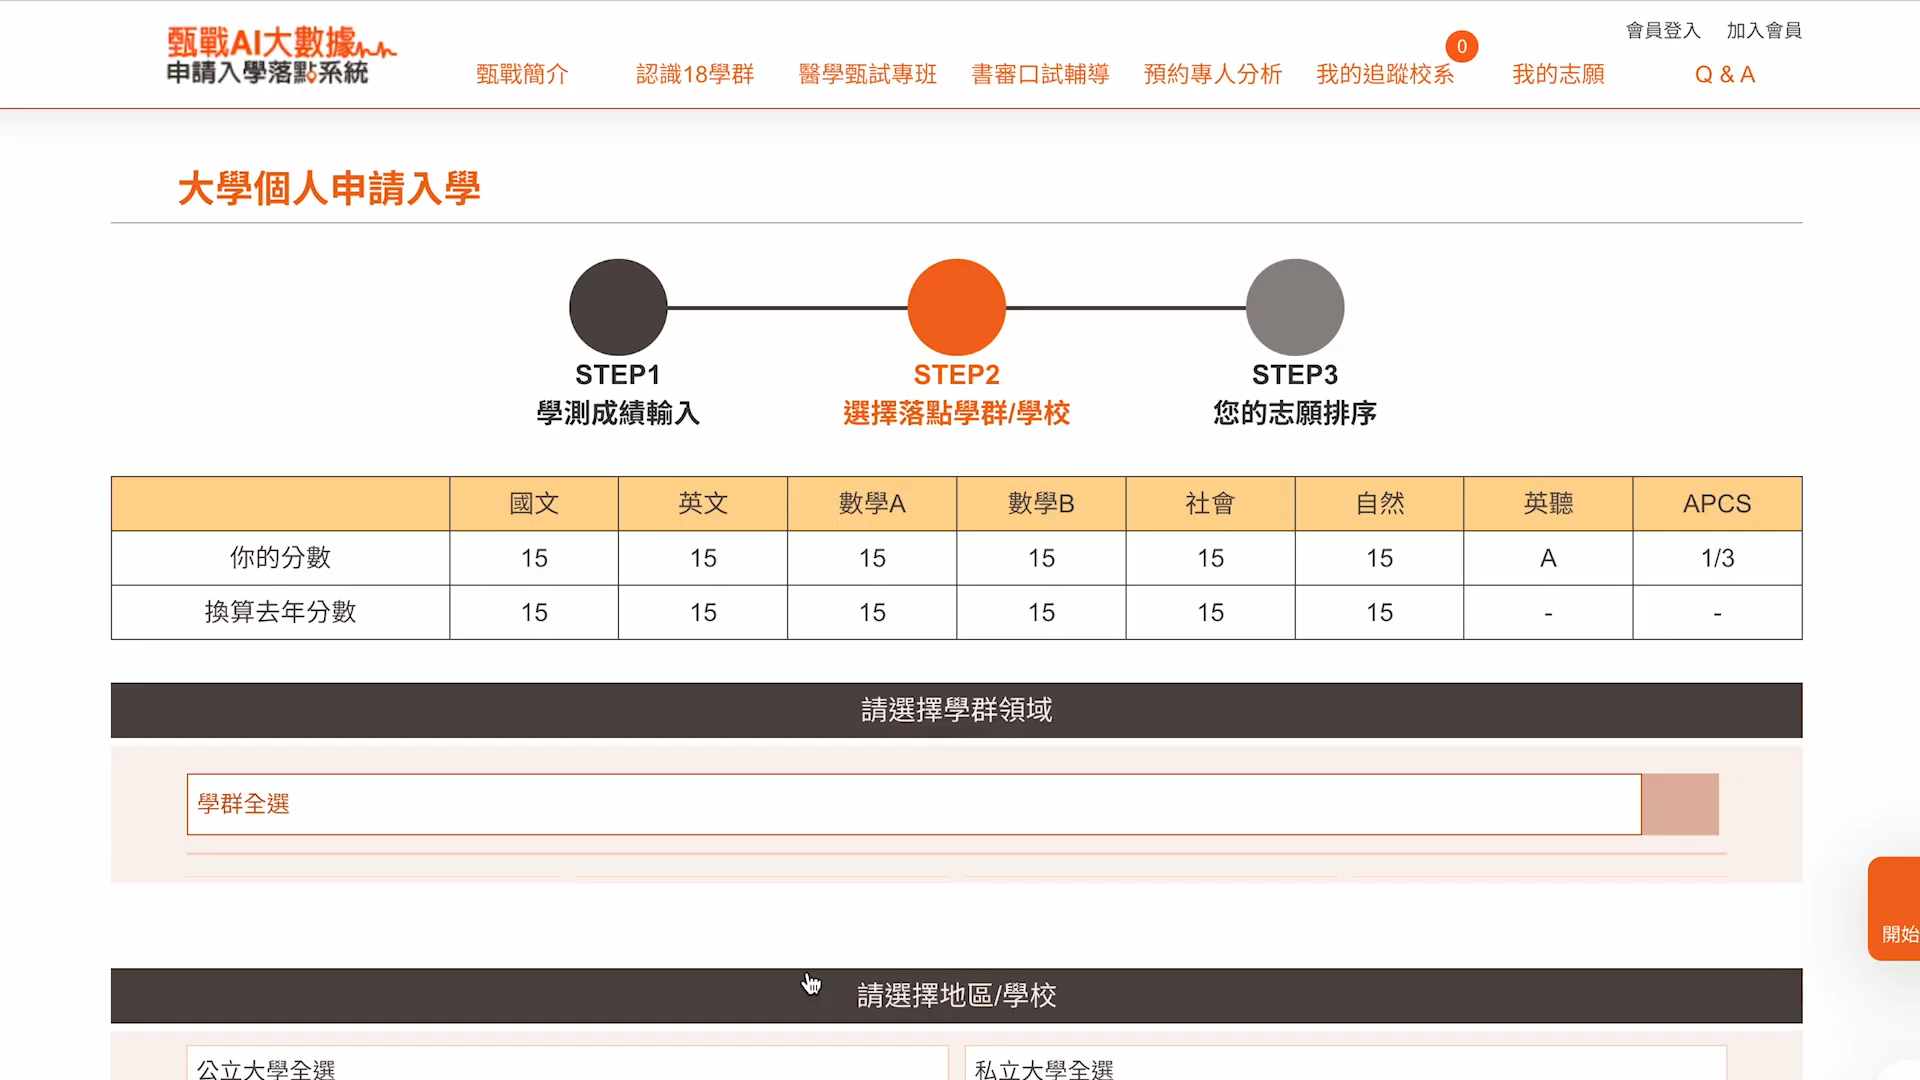 甄戰AI大數據
申請入學落點系統
會員登入 加入會員
甄戰簡介 認識18學群 醫學甄試專班 書審口試輔導 預約專人分析 我的追蹤校系 0 我的志願 Q & A
大學個人申請入學
STEP1 STEP2 STEP3
學測成績輸入 選擇落點學群/學校 您的志願排序
國文 英文 數學A 數學B 社會 自然 英聽 APCS
你的分數 15 15 15 15 15 15 A 1/3
換算去年分數 15 15 15 15 15 15 - -
請選擇學群領域
學群全選
開始
請選擇地區/學校
公立大學全選 私立大學全選